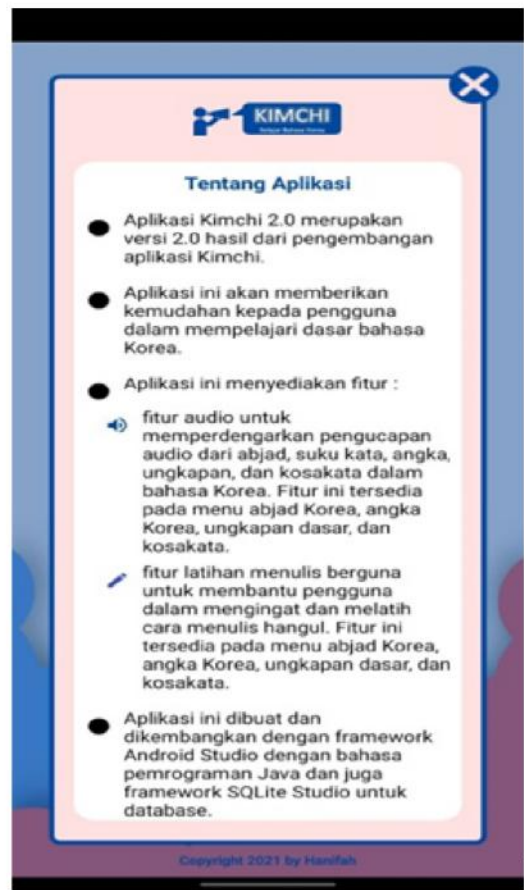 KIMCHI
Belajar Bahasa Korea
Tentang Aplikasi
Aplikasi Kimchi 2.0 merupakan
versi 2.0 hasil dari pengembangan
aplikasi Kimchi.
Aplikasi ini akan memberikan
kemudahan kepada pengguna
dalam mempelajari dasar bahasa
Korea.
Aplikasi ini menyediakan fitur :
fitur audio untuk
memperdengarkan pengucapan
audio dari abjad, suku kata, angka,
ungkapan, dan kosakata dalam
bahasa Korea. Fitur ini tersedia
pada menu abjad Korea, angka
Korea, ungkapan dasar, dan
kosakata.
fitur latihan menulis berguna
untuk membantu pengguna
dalam mengingat dan melatih
cara menulis hangul. Fitur ini
tersedia pada menu abjad Korea,
angka Korea, ungkapan dasar, dan
kosakata.
Aplikasi ini dibuat dan
dikembangkan dengan framework
Android Studio dengan bahasa
pemrograman Java dan juga
framework SQLite Studio untuk
database.
Copyright 2021 by Hanifah